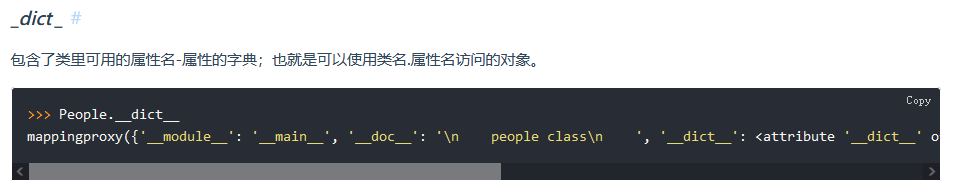 _dict_ #
包含了类里可用的属性名-属性的字典；也就是可以使用类名.属性名访问的对象。
Copy
>>> People.__dict__
mappingproxy({'__module__': '__main__', '__doc__': '\n    people class\n    ', '__dict__': <attribute '__dict__' o